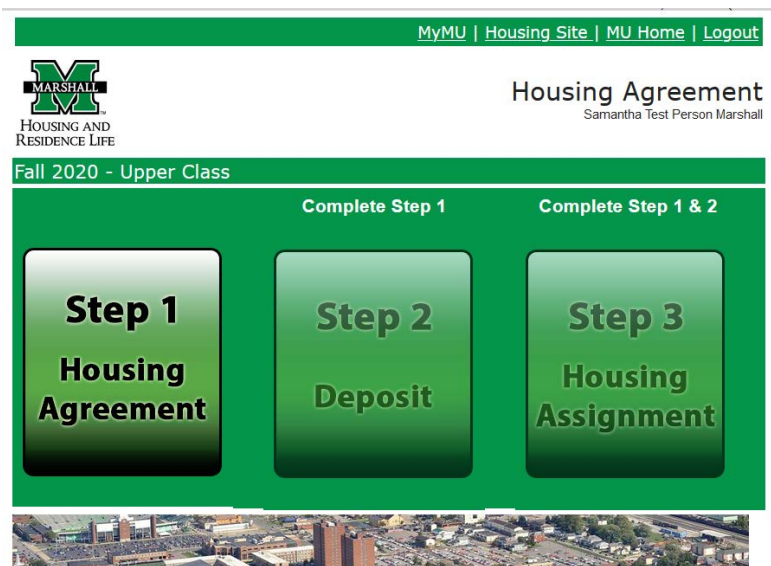 MyMU | Housing Site | MU Home | Logout
MARSHALL
HOUSING AND
RESIDENCE LIFE
Housing Agreement
Samantha Test Person Marshall
Fall 2020 - Upper Class
Complete Step 1
Complete Step 1 & 2
Step 1
Housing
Agreement
Step 2
Deposit
Step 3
Housing
Assignment